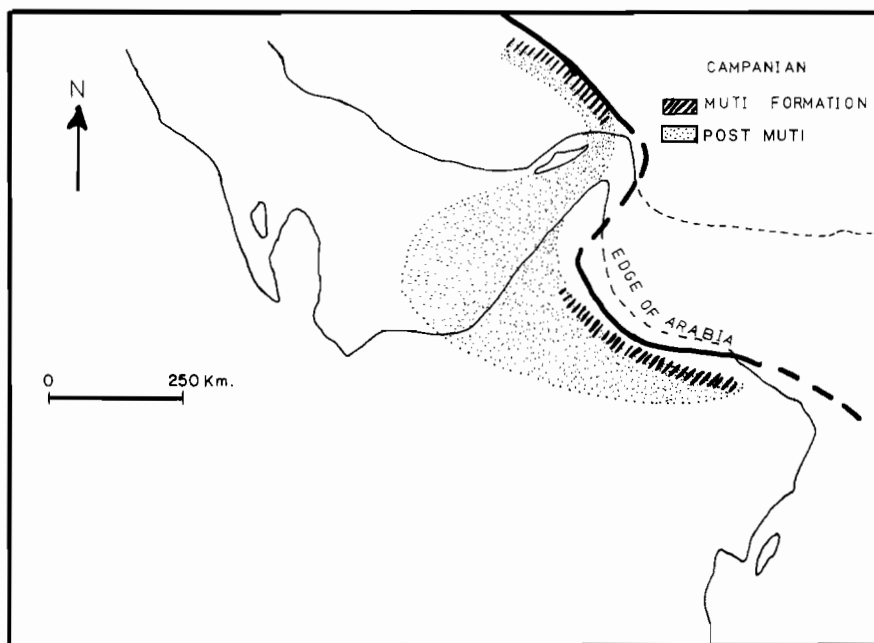 N
CAMPANIAN
MUTI FORMATION
POST MUTI
EDGE OF ARABIA
0 250 Km.